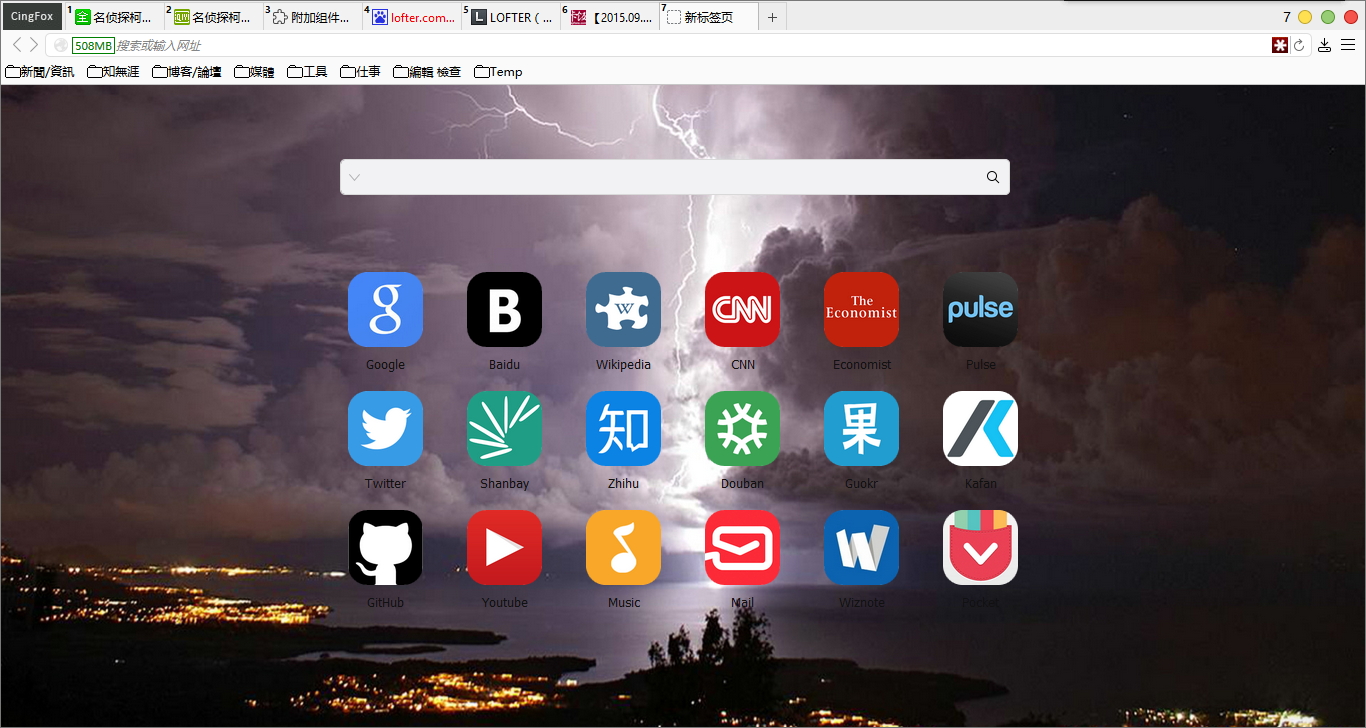 CingFox 1 全 名侦探柯... 2 名侦探柯... 3 附加组件... 4 lofter.com... 5 L LOFTER ( ... 6 【2015.09.... 7 新标签页 + 7
508MB 搜索或输入网址
新聞/資訊 知無涯 博客/論壇 媒體 工具 仕事 編輯 檢查 Temp
g B W CNN The Economist pulse
Google Baidu Wikipedia CNN Economist Pulse
知 果
Twitter Shanbay Zhihu Douban Guokr Kafan
GitHub Youtube Music Mail Wiznote Pocket